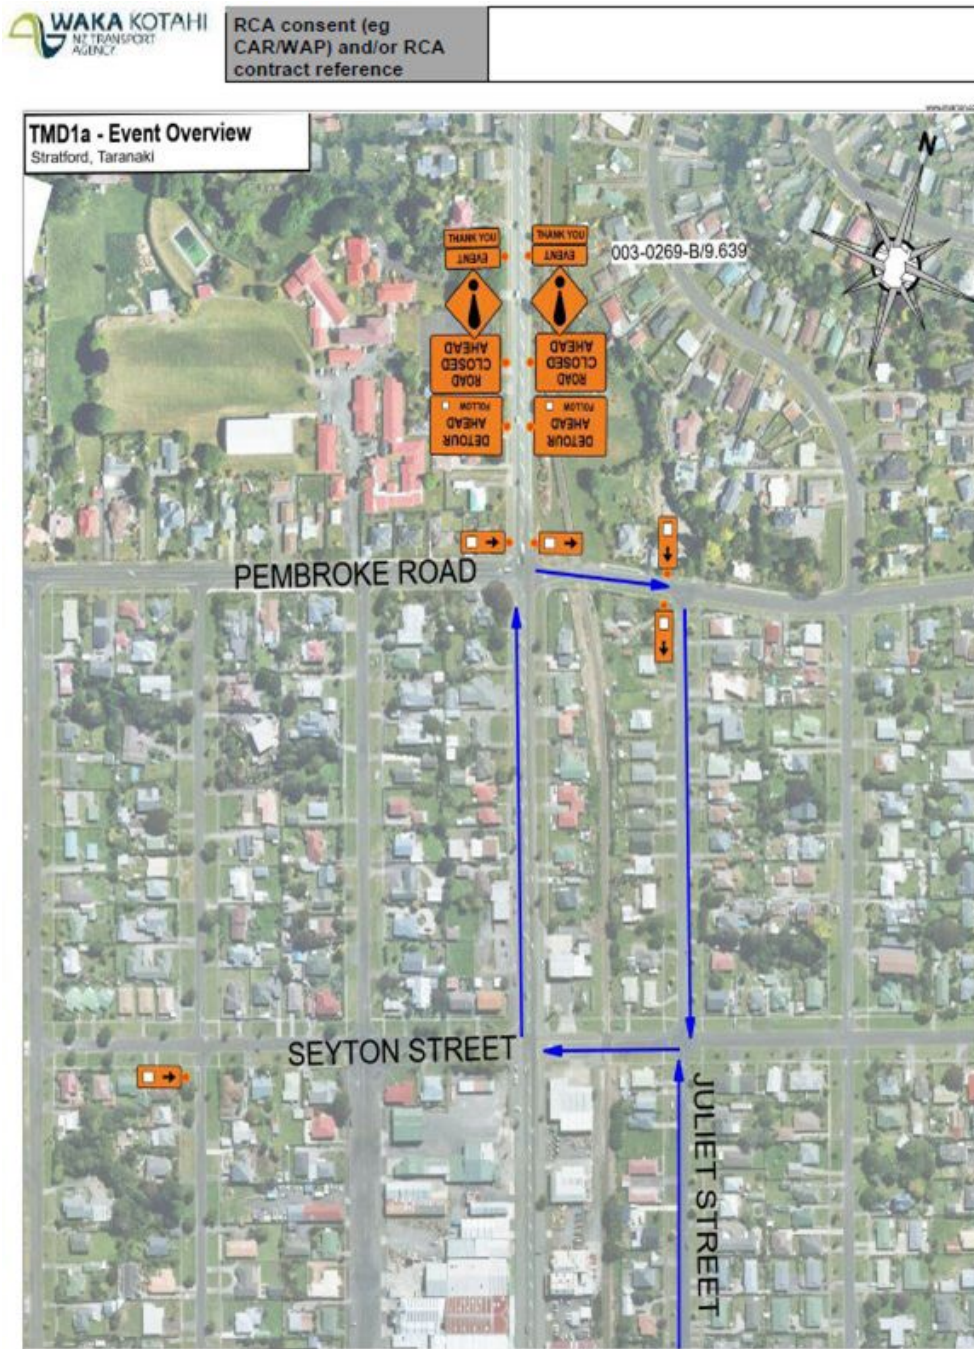 WAKA KOTAHI
NZ TRANSPORT
AGENCY
RCA consent (eg
CAR/WAP) and/or RCA
contract reference
TMD1a - Event Overview
Stratford, Taranaki
N
THANK YOU
EVENT
THANK YOU
EVENT
003-0269-B/9.639
ROAD
CLOSED
AHEAD
ROAD
CLOSED
AHEAD
DETOUR
AHEAD
FOLLOW
DETOUR
AHEAD
FOLLOW
PEMBROKE ROAD
SEYTON STREET
JULIET STREET